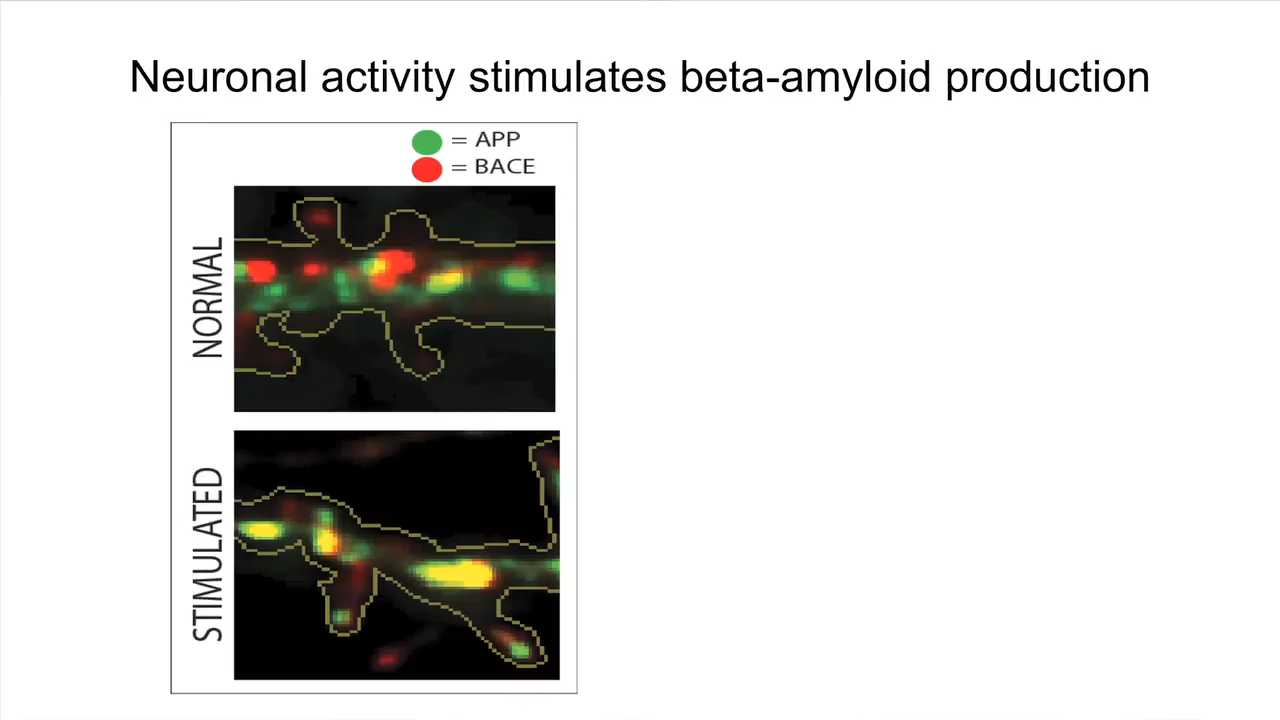 Neuronal activity stimulates beta-amyloid production
= APP
= BACE
NORMAL
STIMULATED